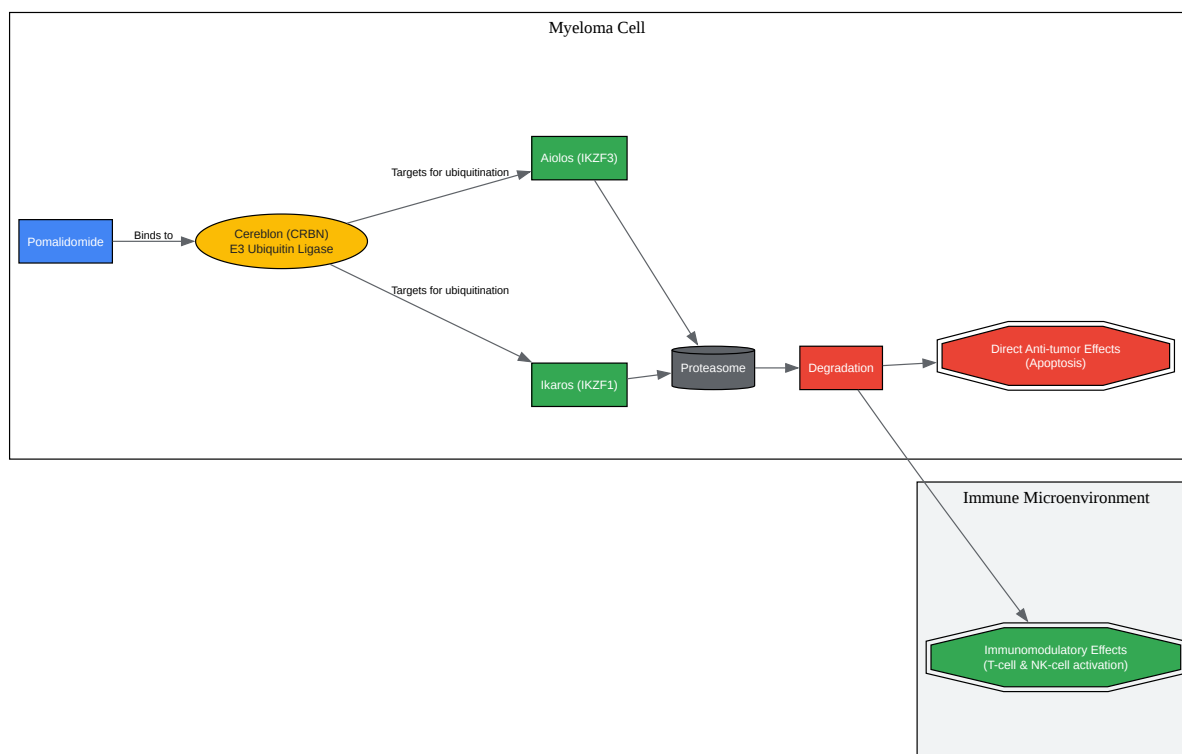 Myeloma Cell
Aiolos (IKZF3)
Targets for ubiquitination
Pomalidomide
Binds to
Cereblon (CRBN)
E3 Ubiquitin Ligase
Targets for ubiquitination
Ikaros (IKZF1)
Proteasome
Degradation
Direct Anti-tumor Effects
(Apoptosis)
Immune Microenvironment
Immunomodulatory Effects
(T-cell & NK-cell activation)